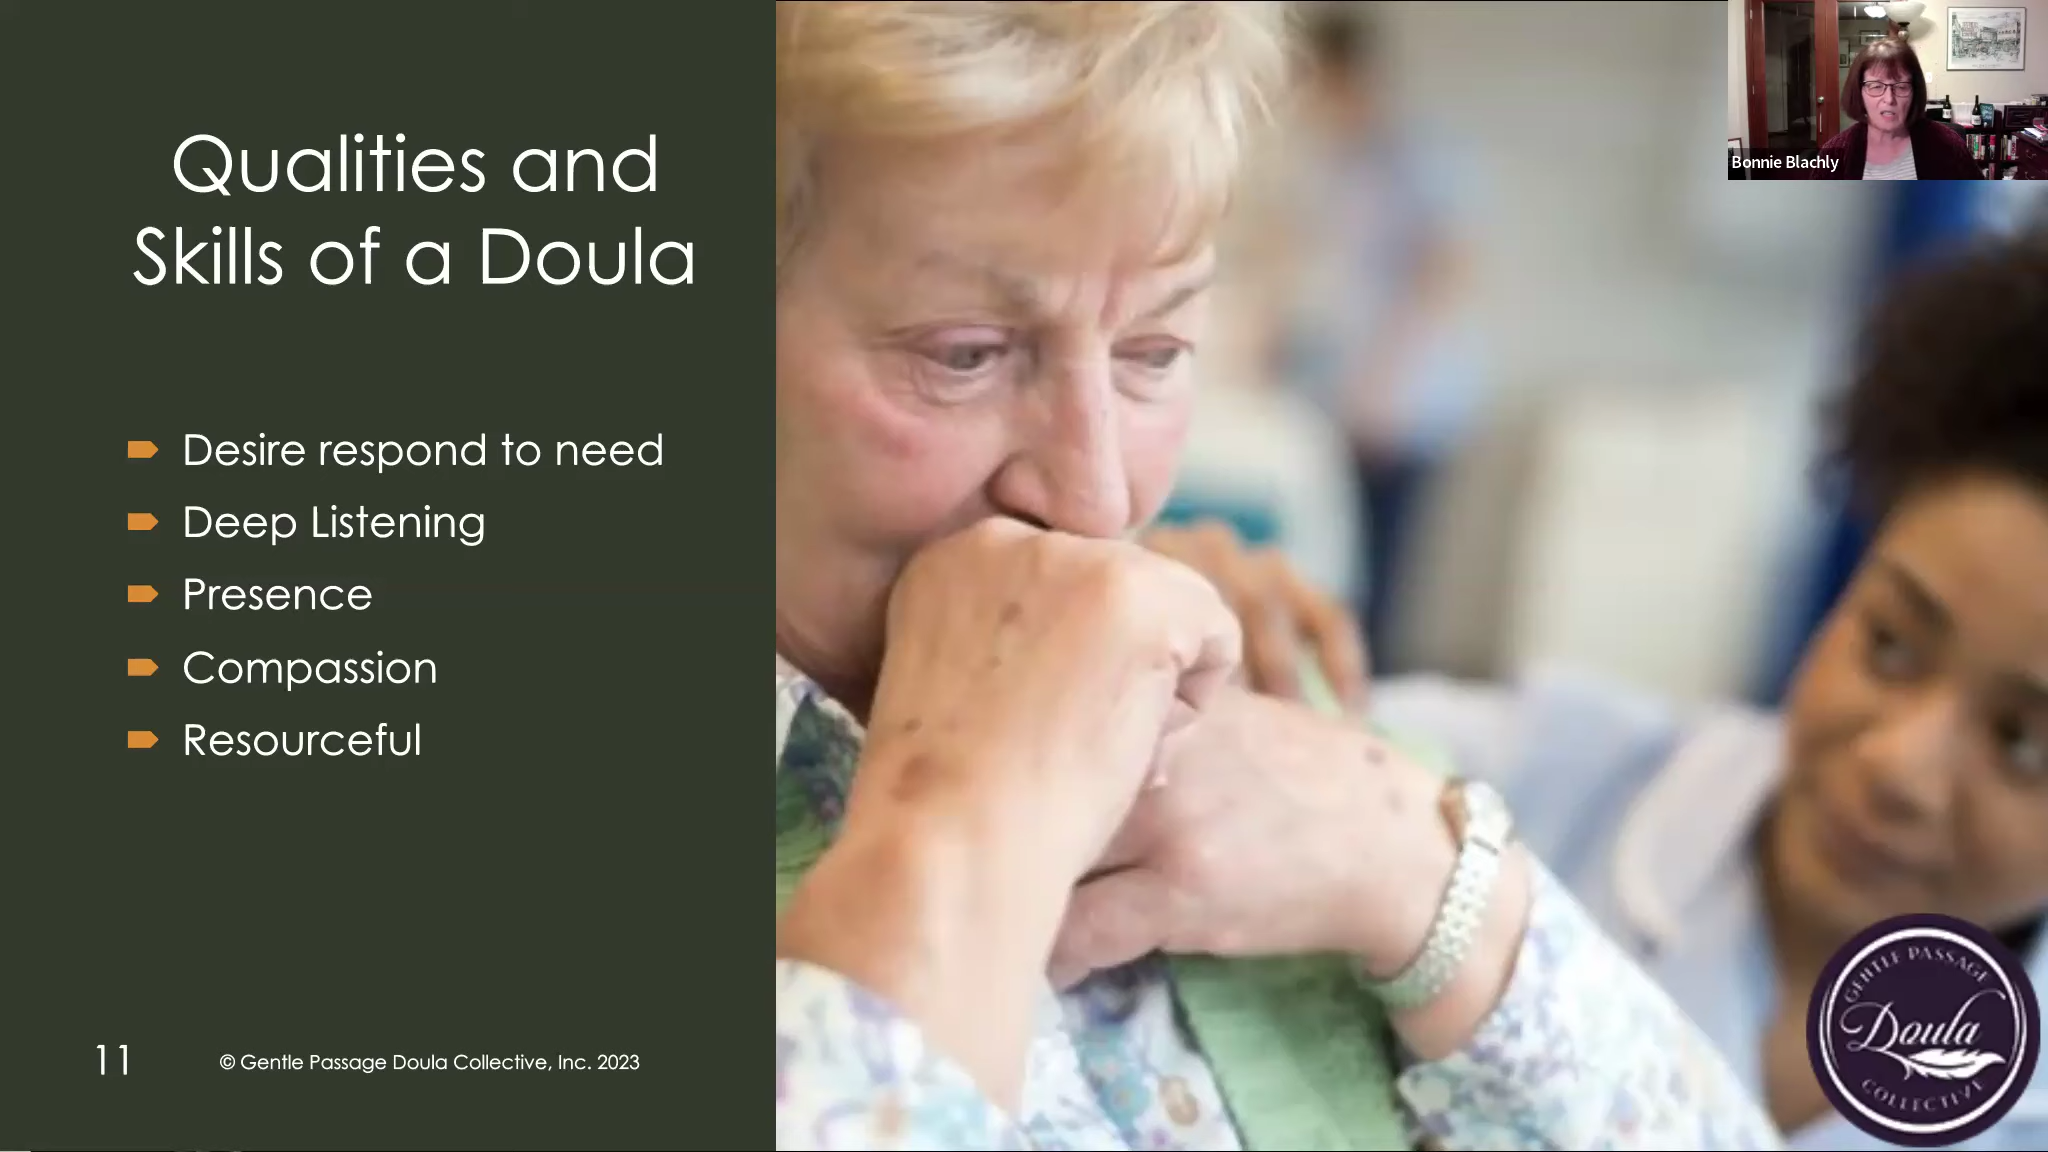 Qualities and
Skills of a Doula
Desire respond to need
Deep Listening
Presence
Compassion
Resourceful
11
© Gentle Passage Doula Collective, Inc. 2023
Bonnie Blachly
GENTLE PASSAGE
Doula
COLLECTIVE